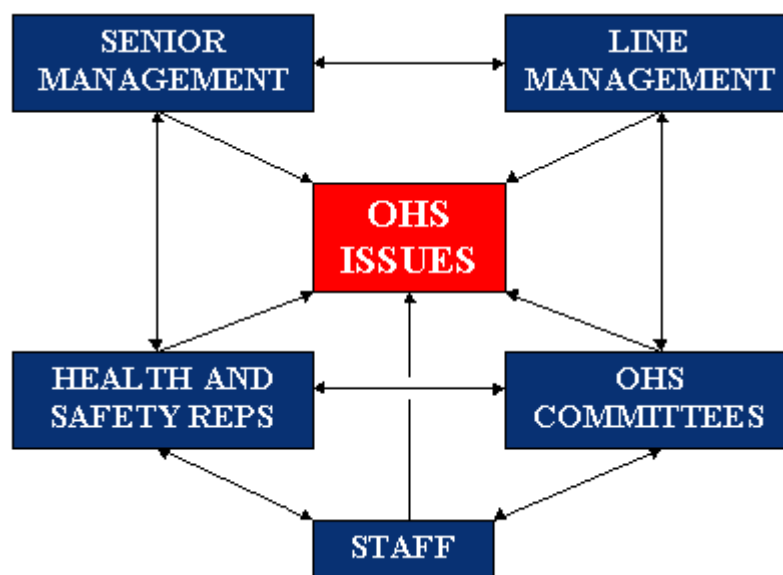 SENIOR
MANAGEMENT
LINE
MANAGEMENT
OHS
ISSUES
HEALTH AND
SAFETY REPS
OHS
COMMITTEES
STAFF